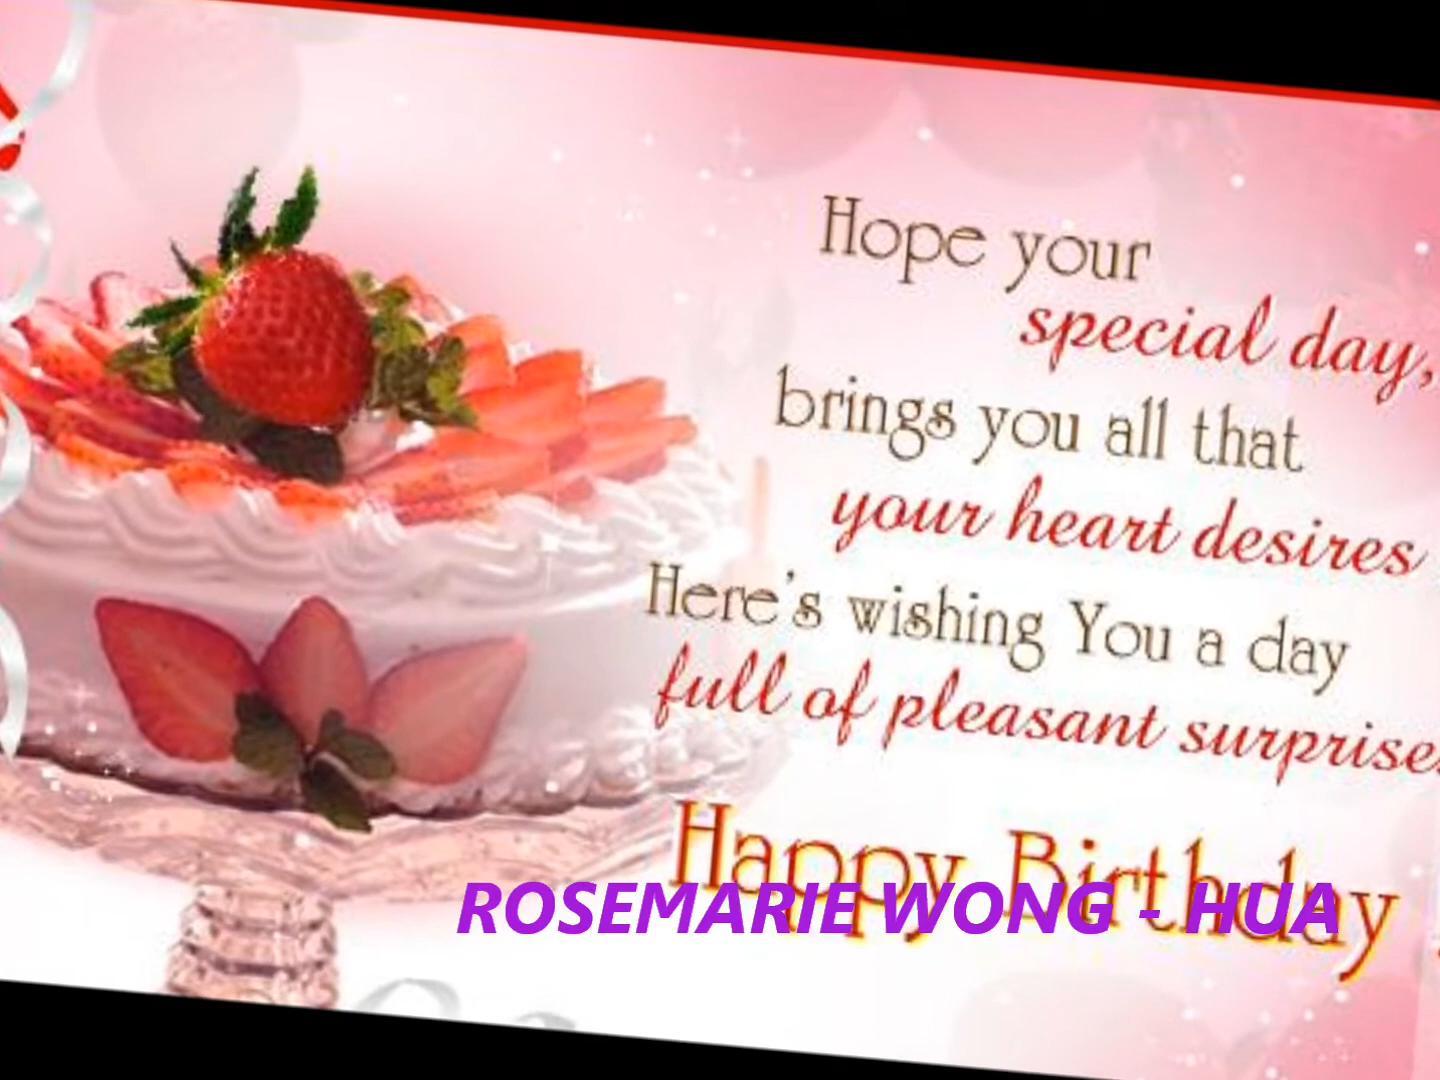 Hope your
special day,
brings you all that
your heart desires
Here's wishing You a day
full of pleasant surprises
Happy Birthday
ROSEMARIE WONG - HUA